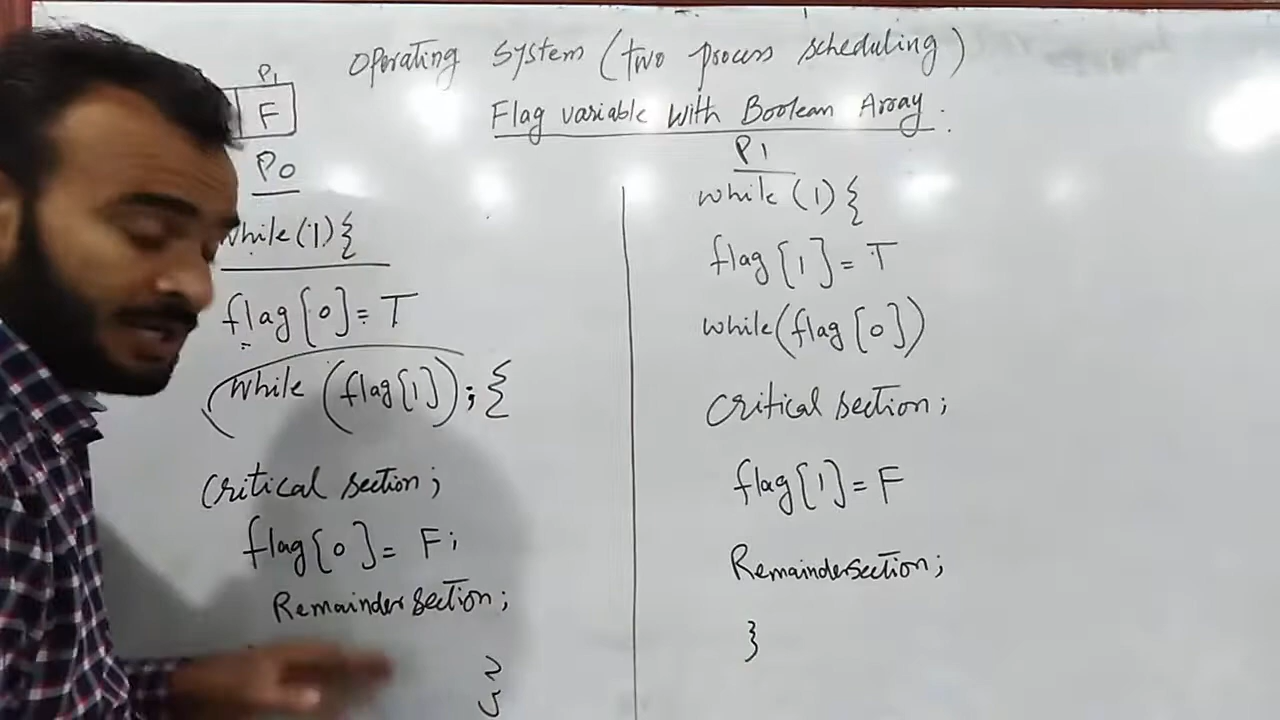 Operating System (two process scheduling)
Flag variable with Boolean Array.
P1
F
P0
while(1){
flag[0]= T
while (flag[1]); {
Critical section;
flag[0]= F;
Remainder section;
}
P1
while (1){
flag[1]= T
while(flag[0])
Critical section;
flag[1]= F
Remaindersection;
}